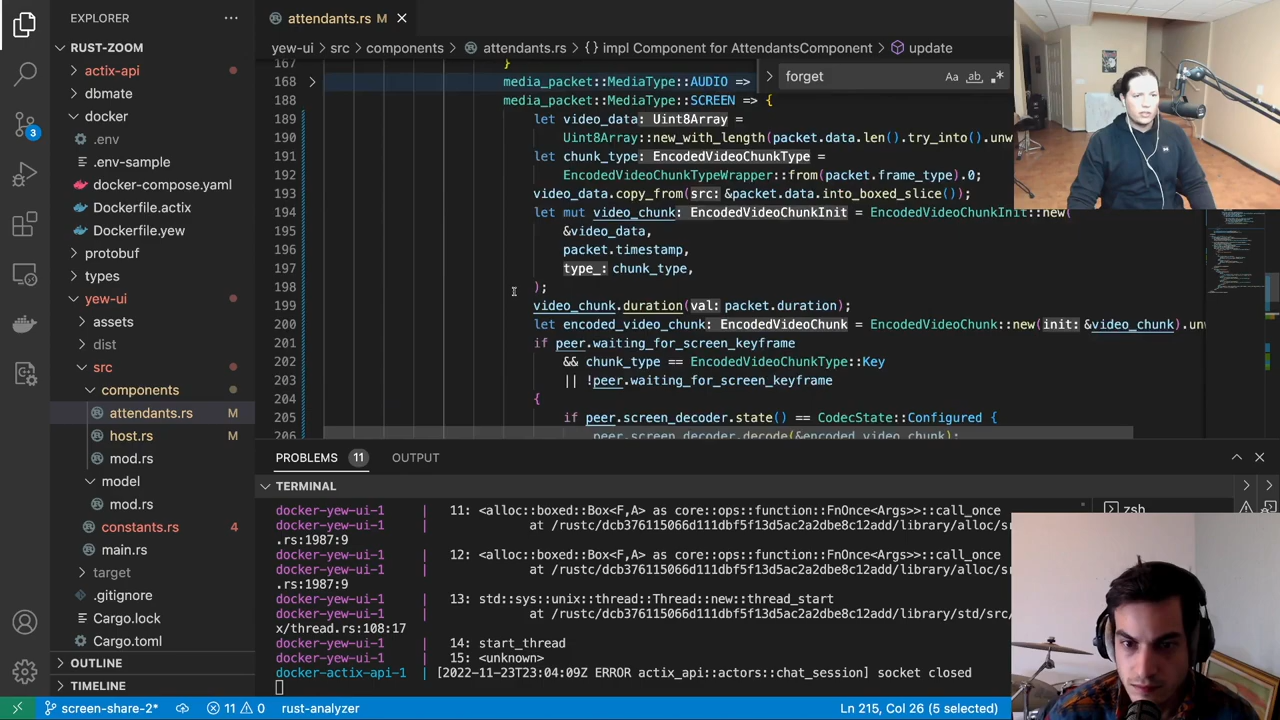 EXPLORER
RUST-ZOOM
actix-api
dbmate
docker
.env
.env-sample
docker-compose.yaml
Dockerfile.actix
Dockerfile.yew
protobuf
types
yew-ui
assets
dist
src
components
attendants.rs M
host.rs M
mod.rs
model
mod.rs
constants.rs 4
main.rs
target
.gitignore
Cargo.lock
Cargo.toml
OUTLINE
TIMELINE
3
attendants.rs M
yew-ui > src > components > attendants.rs > {} impl Component for AttendantsComponent > update
forget
Aa ab .*
167 }
168 media_packet::MediaType::AUDIO =>
188 media_packet::MediaType::SCREEN => {
189 let video_data: Uint8Array =
190 Uint8Array::new_with_length(packet.data.len().try_into().unw
191 let chunk_type: EncodedVideoChunkType =
192 EncodedVideoChunkTypeWrapper::from(packet.frame_type).0;
193 video_data.copy_from(src: &packet.data.into_boxed_slice());
194 let mut video_chunk: EncodedVideoChunkInit = EncodedVideoChunkInit::new(
195 &video_data,
196 packet.timestamp,
197 type_: chunk_type,
198 );
199 video_chunk.duration(val: packet.duration);
200 let encoded_video_chunk: EncodedVideoChunk = EncodedVideoChunk::new(init: &video_chunk).unw
201 if peer.waiting_for_screen_keyframe
202 && chunk_type == EncodedVideoChunkType::Key
203 || !peer.waiting_for_screen_keyframe
204 {
205 if peer.screen_decoder.state() == CodecState::Configured {
206 peer.screen_decoder.decode(&encoded_video_chunk);
PROBLEMS 11 OUTPUT
TERMINAL
zsh
docker-yew-ui-1 | 11: <alloc::boxed::Box<F,A> as core::ops::function::FnOnce<Args>>::call_once
docker-yew-ui-1 | at /rustc/dcb376115066d111dbf5f13d5ac2a2dbe8c12add/library/alloc/s
.rs:1987:9
docker-yew-ui-1 | 12: <alloc::boxed::Box<F,A> as core::ops::function::FnOnce<Args>>::call_once
docker-yew-ui-1 | at /rustc/dcb376115066d111dbf5f13d5ac2a2dbe8c12add/library/alloc/s
.rs:1987:9
docker-yew-ui-1 | 13: std::sys::unix::thread::Thread::new::thread_start
docker-yew-ui-1 | at /rustc/dcb376115066d111dbf5f13d5ac2a2dbe8c12add/library/std/src/
x/thread.rs:108:17
docker-yew-ui-1 | 14: start_thread
docker-yew-ui-1 | 15: <unknown>
docker-actix-api-1 | [2022-11-23T23:04:09Z ERROR actix_api::actors::chat_session] socket closed
screen-share-2* 11 0 rust-analyzer Ln 215, Col 26 (5 selected)